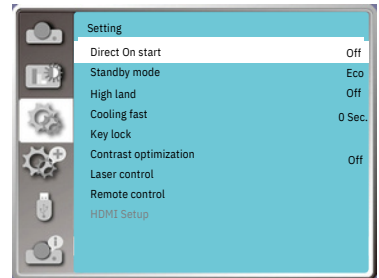 Setting
Direct On start Off
Standby mode Eco
High land Off
Cooling fast 0 Sec.
Key lock
Contrast optimization Off
Laser control
Remote control
HDMI Setup